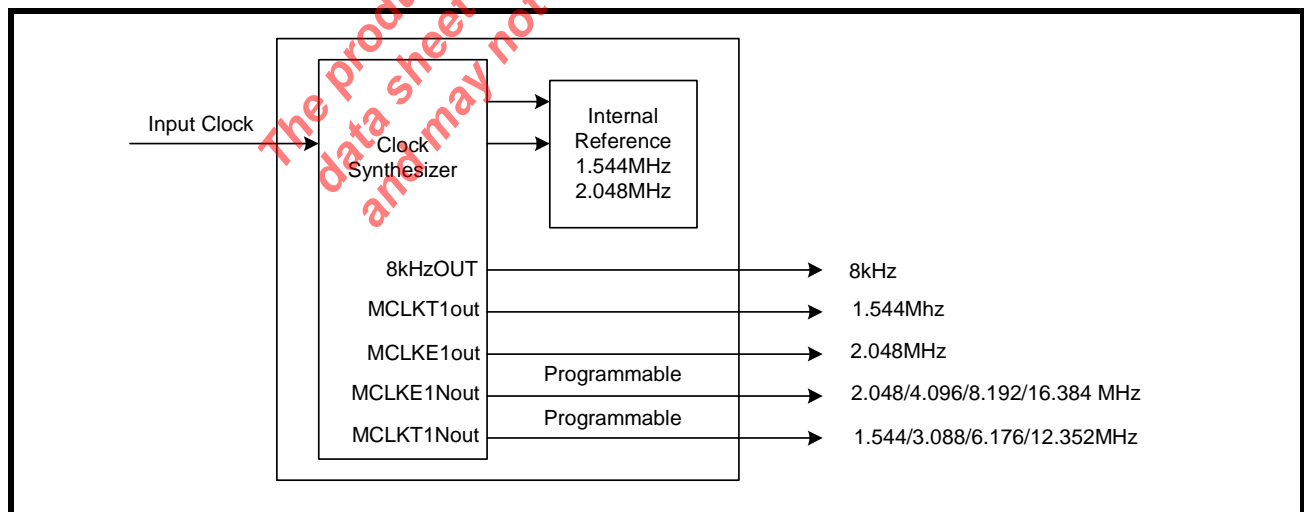 The produ
data sheet
and may not
Input Clock
Clock
Synthesizer
Internal
Reference
1.544MHz
2.048MHz
8kHzOUT
8kHz
MCLKT1out
1.544Mhz
MCLKE1out
2.048MHz
MCLKE1Nout
Programmable
2.048/4.096/8.192/16.384 MHz
MCLKT1Nout
Programmable
1.544/3.088/6.176/12.352MHz